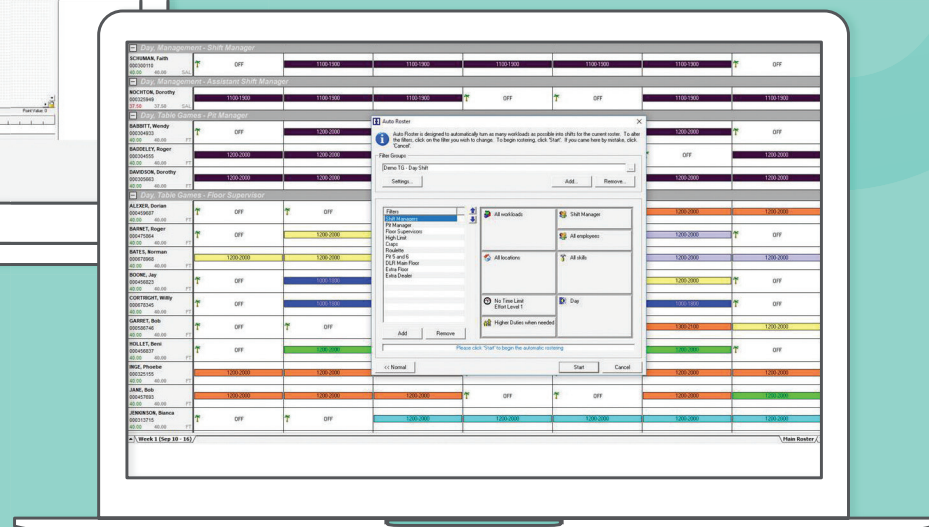 Point Value: 0
Day, Management - Shift Manager
SCHUMAN, Faith
000300110
40.00 40.00 SAL
OFF 1100-1900 1100-1900 1100-1900 1100-1900 1100-1900 OFF
Day, Management - Assistant Shift Manager
NOCHTON, Dorothy
000325948
37.50 37.50 SAL
1100-1900 1100-1900 1100-1900 OFF OFF 1100-1900 1100-1900
Day, Table Games - Pit Manager
BABBITT, Wendy
000304933
40.00 40.00 FT
OFF 1200-2000 1200-2000 OFF
BADDELEY, Roger
000304555
40.00 40.00 FT
1200-2000 1200-2000 OFF 1200-2000
DAVIDSON, Dorothy
000305663
40.00 40.00 FT
1200-2000 1200-2000 1200-2000 1200-2000
Day, Table Games - Floor Supervisor
ALEXER, Dorian
000459687
40.00 40.00 FT
OFF OFF 1200-2000 1200-2000
BARNET, Roger
000475864
40.00 40.00 FT
OFF 1200-2000 1200-2000 OFF
BATES, Norman
000878968
40.00 40.00 FT
1200-2000 1200-2000 1200-2000 1200-2000
BOONE, Jay
000456823
40.00 40.00 FT
OFF 1200-2000 OFF
CORTRIGHT, Willy
000878345
40.00 40.00 FT
OFF OFF
GARRET, Bob
000588746
40.00 40.00 FT
OFF OFF 1300-2100 1200-2000
HOLLET, Beni
000456837
40.00 40.00 FT
OFF 1200-2000 1200-2000 OFF
INGE, Phoebe
000325155
40.00 40.00 FT
1200-2000 1200-2000 1200-2000 1200-2000
JANE, Bob
000457693
40.00 40.00 FT
1200-2000 1200-2000 1200-2000 OFF OFF 1200-2000 1200-2000
JENKINSON, Bianca
000313715
40.00 40.00 FT
OFF OFF 1200-2000 1200-2000 1200-2000 1200-2000 1200-2000
Week 1 (Sep 10 - 16)
Main Roster
Auto Roster
Auto Roster is designed to automatically turn as many workloads as possible into shifts for the current roster. To alter
the filters, click on the filter you wish to change. To begin rostering, click 'Start'. If you came here by mistake, click
'Cancel'.
Filter Groups
Demo TG - Day Shift
...
Settings...
Add...
Remove...
Filters
Shift Managers
Pit Manager
Floor Supervisors
High Limit
Craps
Roulette
Pit 5 and 6
DLR Main Floor
Extra Floor
Extra Dealer
Add
Remove
All workloads
Shift Manager
All employees
All locations
All skills
No Time Limit
Effort Level 1
Day
Higher Duties when needed
Please click 'Start' to begin the automatic rostering
<< Normal
Start
Cancel